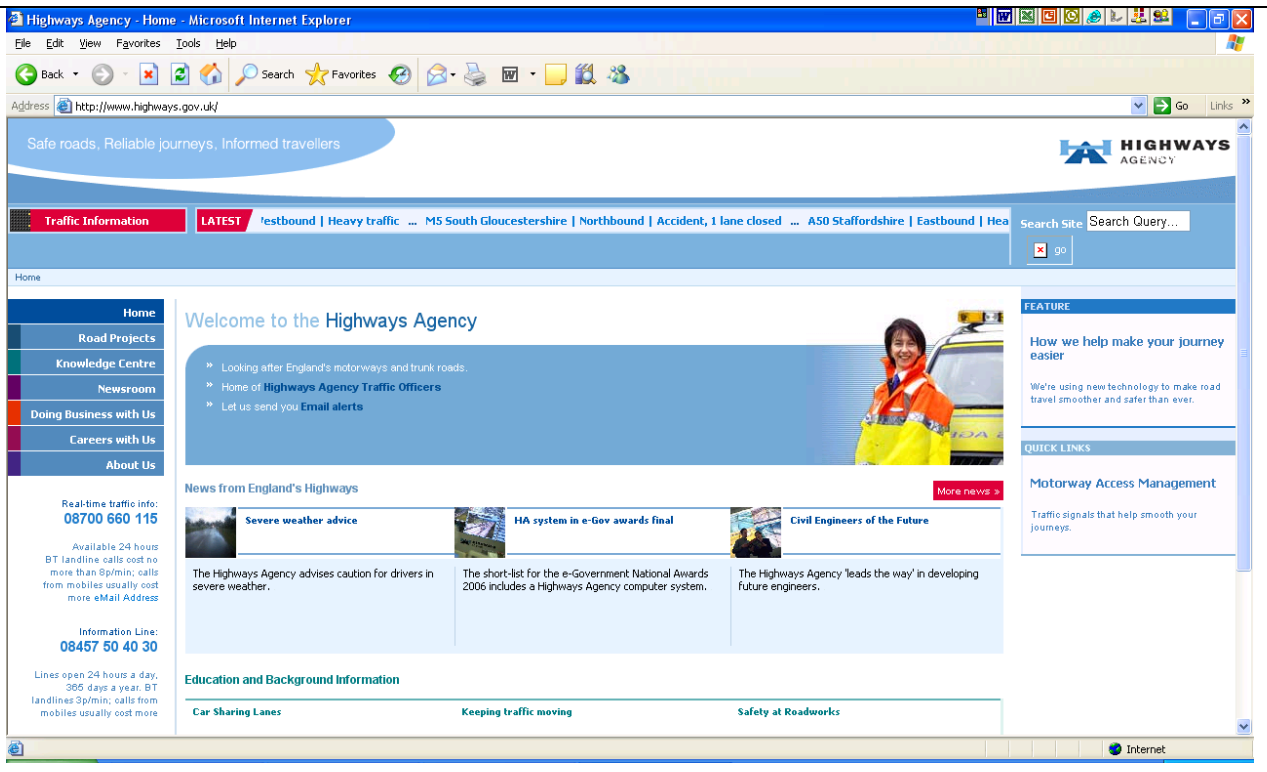 Highways Agency - Home - Microsoft Internet Explorer
File Edit View Favorites Tools Help
Back Search Favorites
Address http://www.highways.gov.uk/ Go Links »
Safe roads, Reliable journeys, Informed travellers
HIGHWAYS
AGENCY
Traffic Information
LATEST 'estbound | Heavy traffic ... M5 South Gloucestershire | Northbound | Accident, 1 lane closed ... A50 Staffordshire | Eastbound | Hea
Search Site Search Query...
go
Home
Home
Road Projects
Knowledge Centre
Newsroom
Doing Business with Us
Careers with Us
About Us
Real-time traffic info:
08700 660 115
Available 24 hours
BT landline calls cost no
more than 8p/min; calls
from mobiles usually cost
more eMail Address
Information Line:
08457 50 40 30
Lines open 24 hours a day,
365 days a year. BT
landlines 3p/min; calls from
mobiles usually cost more
Welcome to the Highways Agency
» Looking after England's motorways and trunk roads.
» Home of Highways Agency Traffic Officers
» Let us send you Email alerts
News from England's Highways
More news »
Severe weather advice
The Highways Agency advises caution for drivers in
severe weather.
HA system in e-Gov awards final
The short-list for the e-Government National Awards
2006 includes a Highways Agency computer system.
Civil Engineers of the Future
The Highways Agency 'leads the way' in developing
future engineers.
Education and Background Information
Car Sharing Lanes
Keeping traffic moving
Safety at Roadworks
FEATURE
How we help make your journey
easier
We're using new technology to make road
travel smoother and safer than ever.
QUICK LINKS
Motorway Access Management
Traffic signals that help smooth your
journeys.
Internet